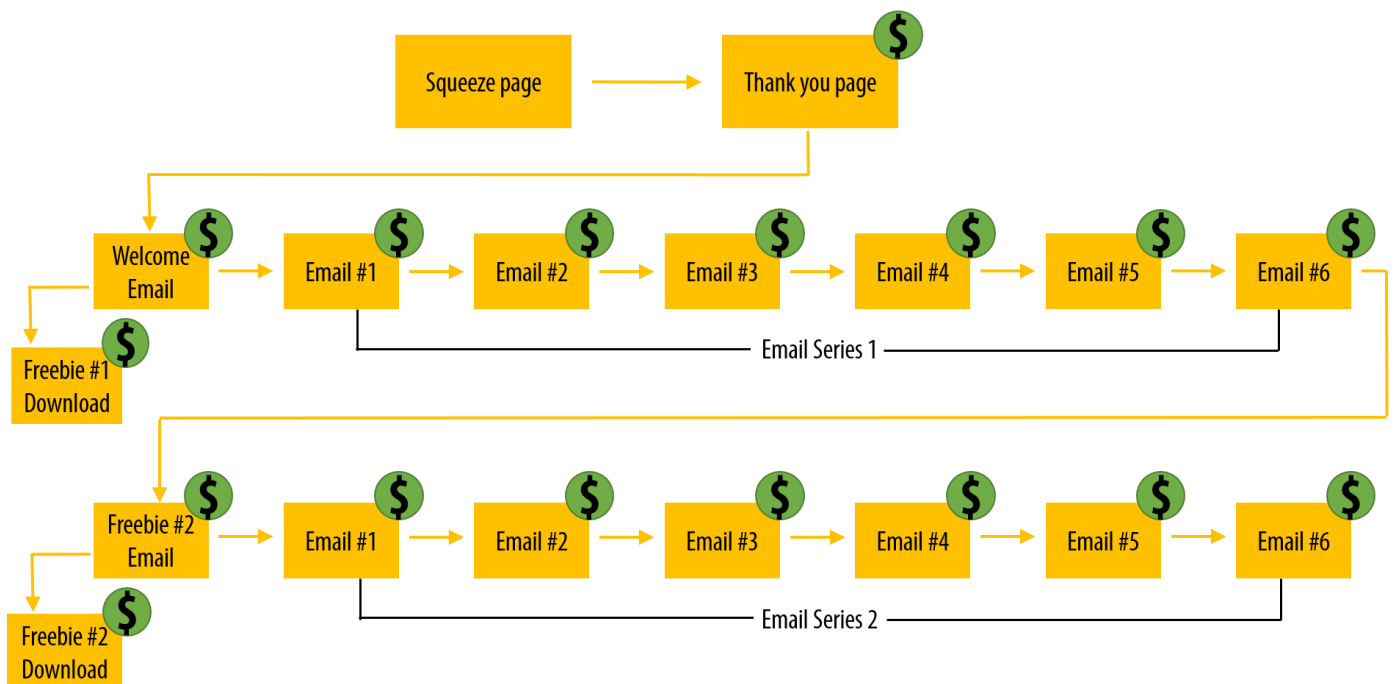 Squeeze page
Thank you page
$
Welcome
Email
$
Email #1
$
Email #2
$
Email #3
$
Email #4
$
Email #5
$
Email #6
$
Freebie #1
Download
$
Email Series 1
Freebie #2
Email
$
Email #1
$
Email #2
$
Email #3
$
Email #4
$
Email #5
$
Email #6
$
Freebie #2
Download
$
Email Series 2